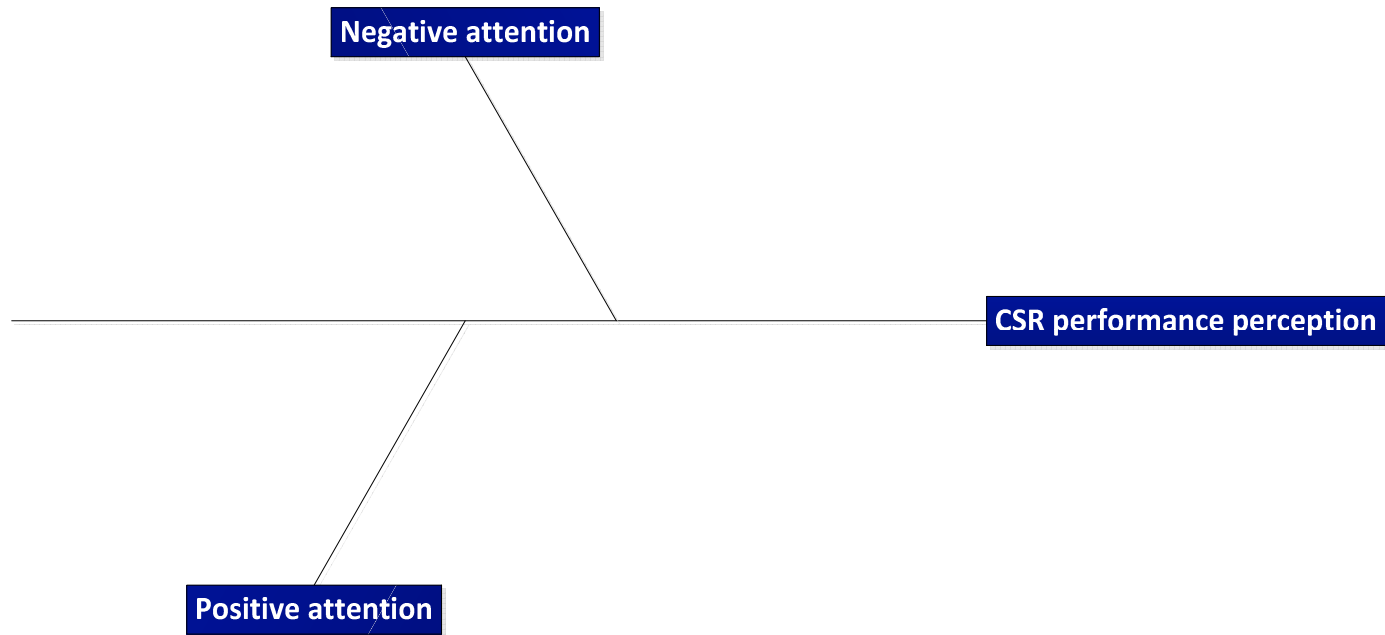 Negative attention
CSR performance perception
Positive attention